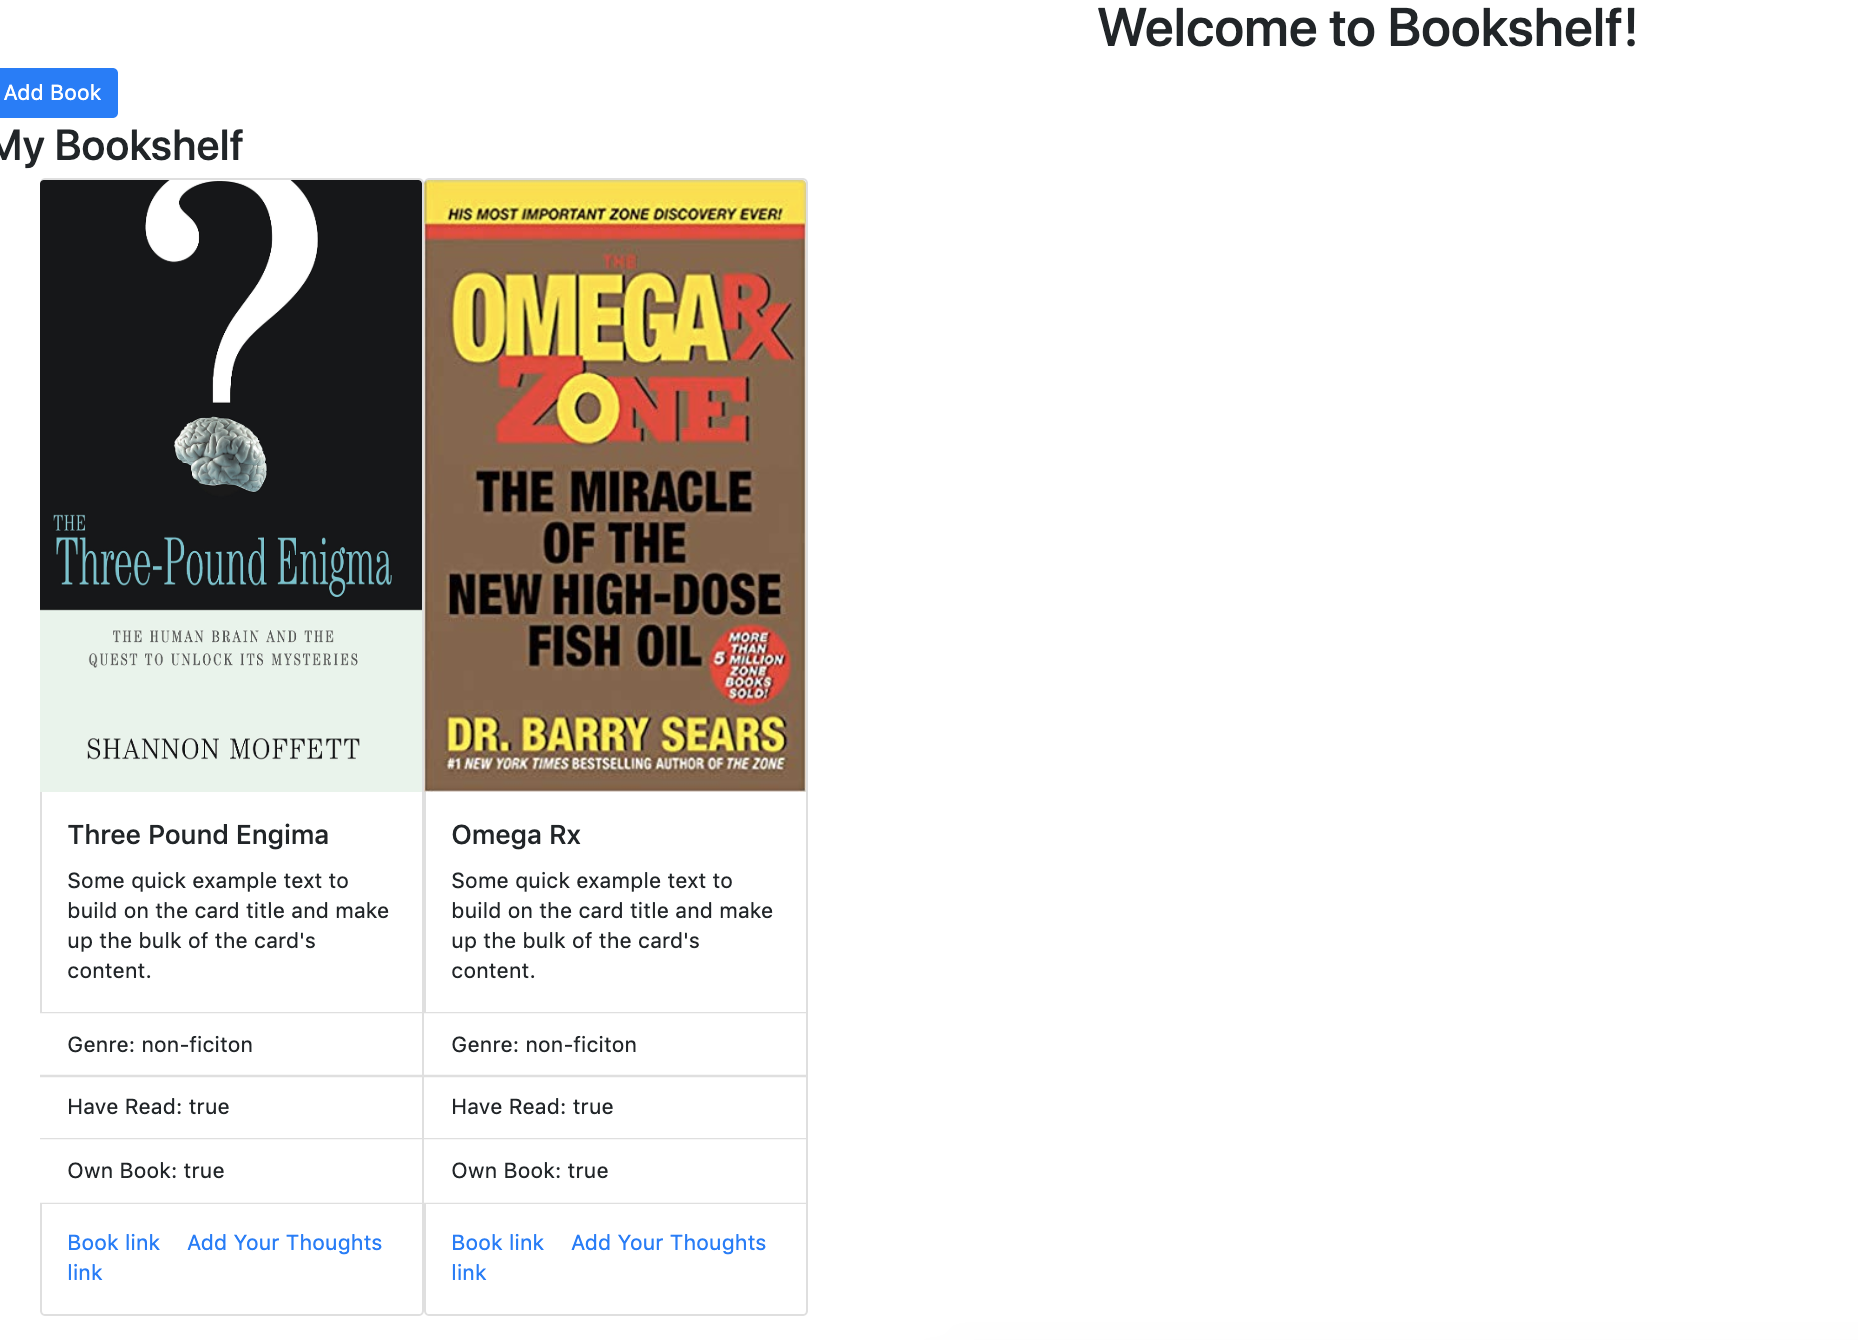 Welcome to Bookshelf!
Add Book
My Bookshelf
THE
Three-Pound Enigma
THE HUMAN BRAIN AND THE
QUEST TO UNLOCK ITS MYSTERIES
SHANNON MOFFETT
Three Pound Engima
Some quick example text to
build on the card title and make
up the bulk of the card's
content.
Genre: non-ficiton
Have Read: true
Own Book: true
Book link Add Your Thoughts
link
HIS MOST IMPORTANT ZONE DISCOVERY EVER!
THE
OMEGA RX
ZONE
THE MIRACLE
OF THE
NEW HIGH-DOSE
FISH OIL
MORE
THAN
5 MILLION
ZONE
BOOKS
SOLD!
DR. BARRY SEARS
#1 NEW YORK TIMES BESTSELLING AUTHOR OF THE ZONE
Omega Rx
Some quick example text to
build on the card title and make
up the bulk of the card's
content.
Genre: non-ficiton
Have Read: true
Own Book: true
Book link Add Your Thoughts
link